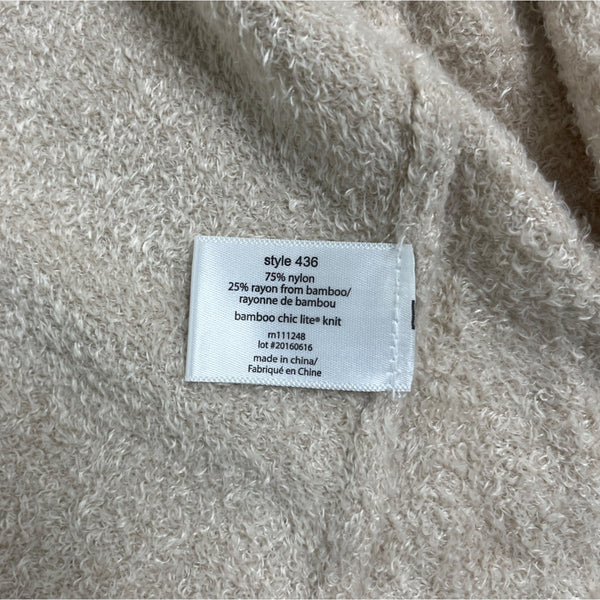 style 436
75% nylon
25% rayon from bamboo/
rayonne de bambou
bamboo chic lite® knit
rn111248
lot #20160616
made in china/
Fabriqué en Chine